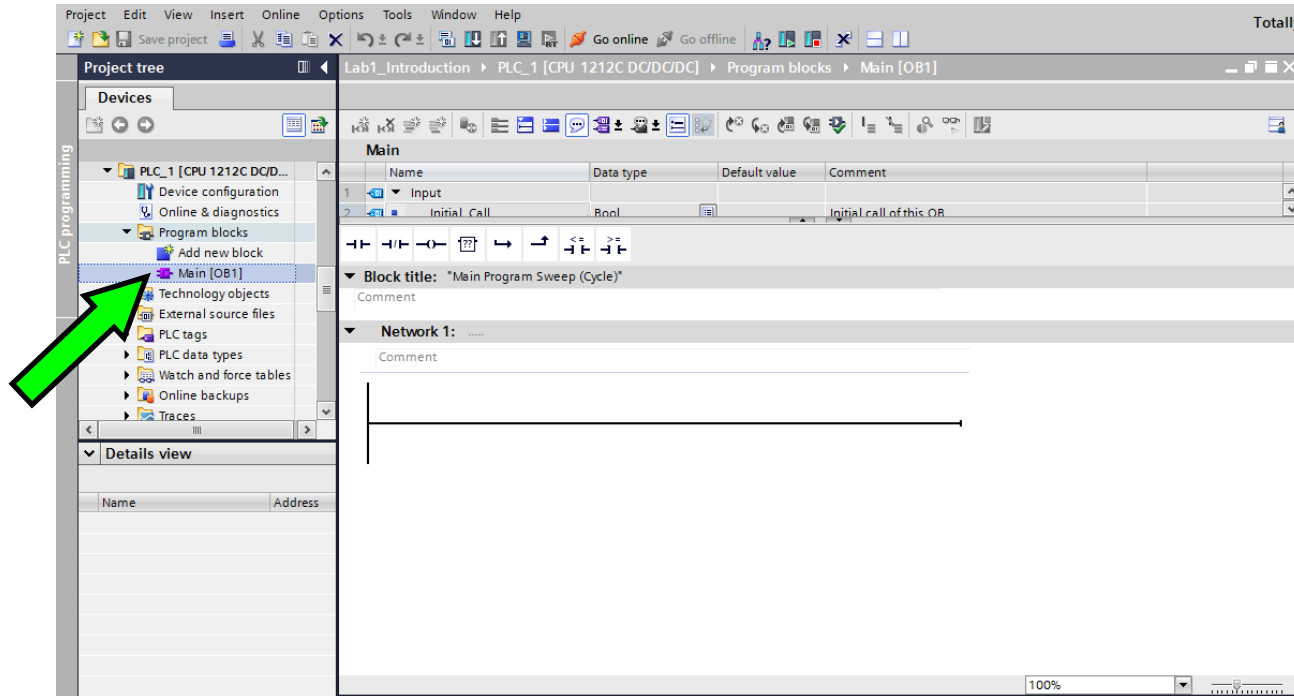 Project Edit View Insert Online Options Tools Window Help
Totall
Save project Go online Go offline
Project tree
Lab1_Introduction PLC_1 [CPU 1212C DC/DC/DC] Program blocks Main [OB1]
Devices
PLC programming
Main
Name Data type Default value Comment
1 Input
2 Initial_Call Bool Initial call of this OB
PLC_1 [CPU 1212C DC/D...
Device configuration
Online & diagnostics
Program blocks
Add new block
Main [OB1]
Technology objects
External source files
PLC tags
PLC data types
Watch and force tables
Online backups
Traces
??
<=
>=
Block title: "Main Program Sweep (Cycle)"
Comment
Network 1: .....
Comment
Details view
Name Address
100%